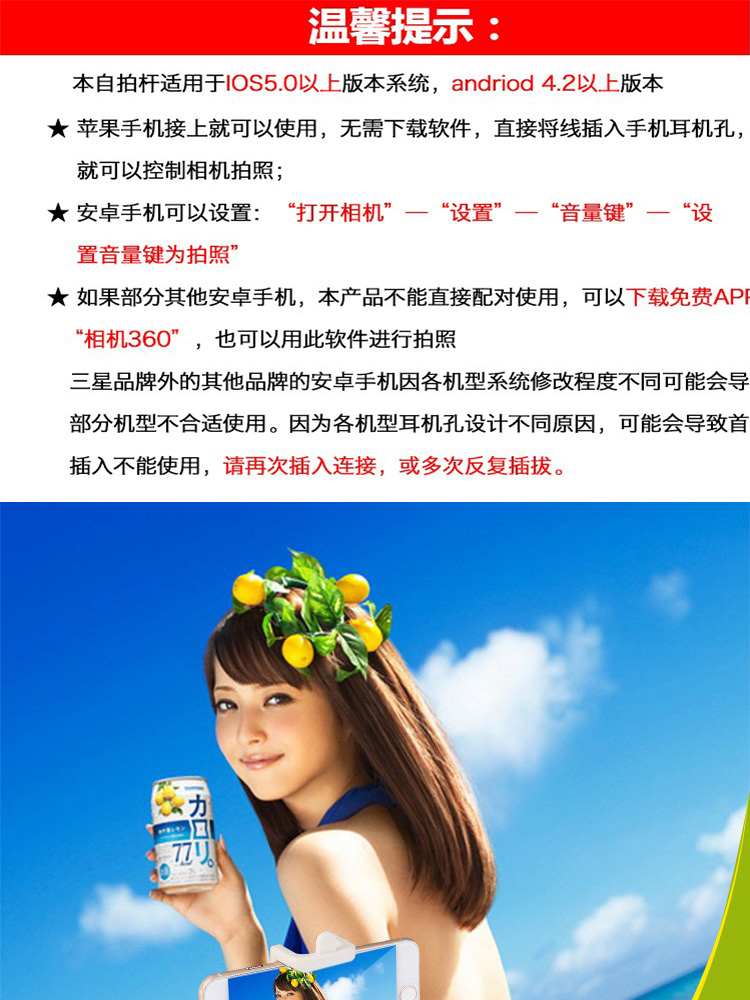 温馨提示：
本自拍杆适用于IOS5.0以上版本系统，andriod 4.2以上版本
★ 苹果手机接上就可以使用，无需下载软件，直接将线插入手机耳机孔，
就可以控制相机拍照；
★ 安卓手机可以设置： “打开相机”—“设置”—“音量键”—“设
置音量键为拍照”
★ 如果部分其他安卓手机，本产品不能直接配对使用，可以下载免费APP
“相机360”，也可以用此软件进行拍照
三星品牌外的其他品牌的安卓手机因各机型系统修改程度不同可能会导
部分机型不合适使用。因为各机型耳机孔设计不同原因，可能会导致首
插入不能使用，请再次插入连接，或多次反复插拔。
カロリ。
77